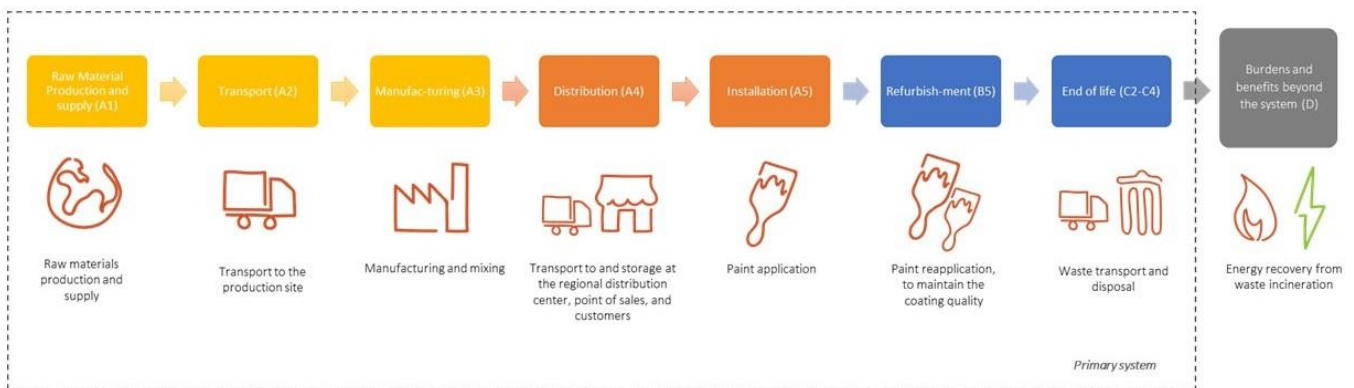 Raw Material
Production and
supply (A1)
Transport (A2)
Manufac-turing (A3)
Distribution (A4)
Installation (A5)
Refurbish-ment (B5)
End of life (C2-C4)
Burdens and
benefits beyond
the system (D)
Raw materials
production and
supply
Transport to the
production site
Manufacturing and mixing
Transport to and storage at
the regional distribution
center, point of sales, and
customers
Paint application
Paint reapplication,
to maintain the
coating quality
Waste transport and
disposal
Energy recovery from
waste incineration
Primary system